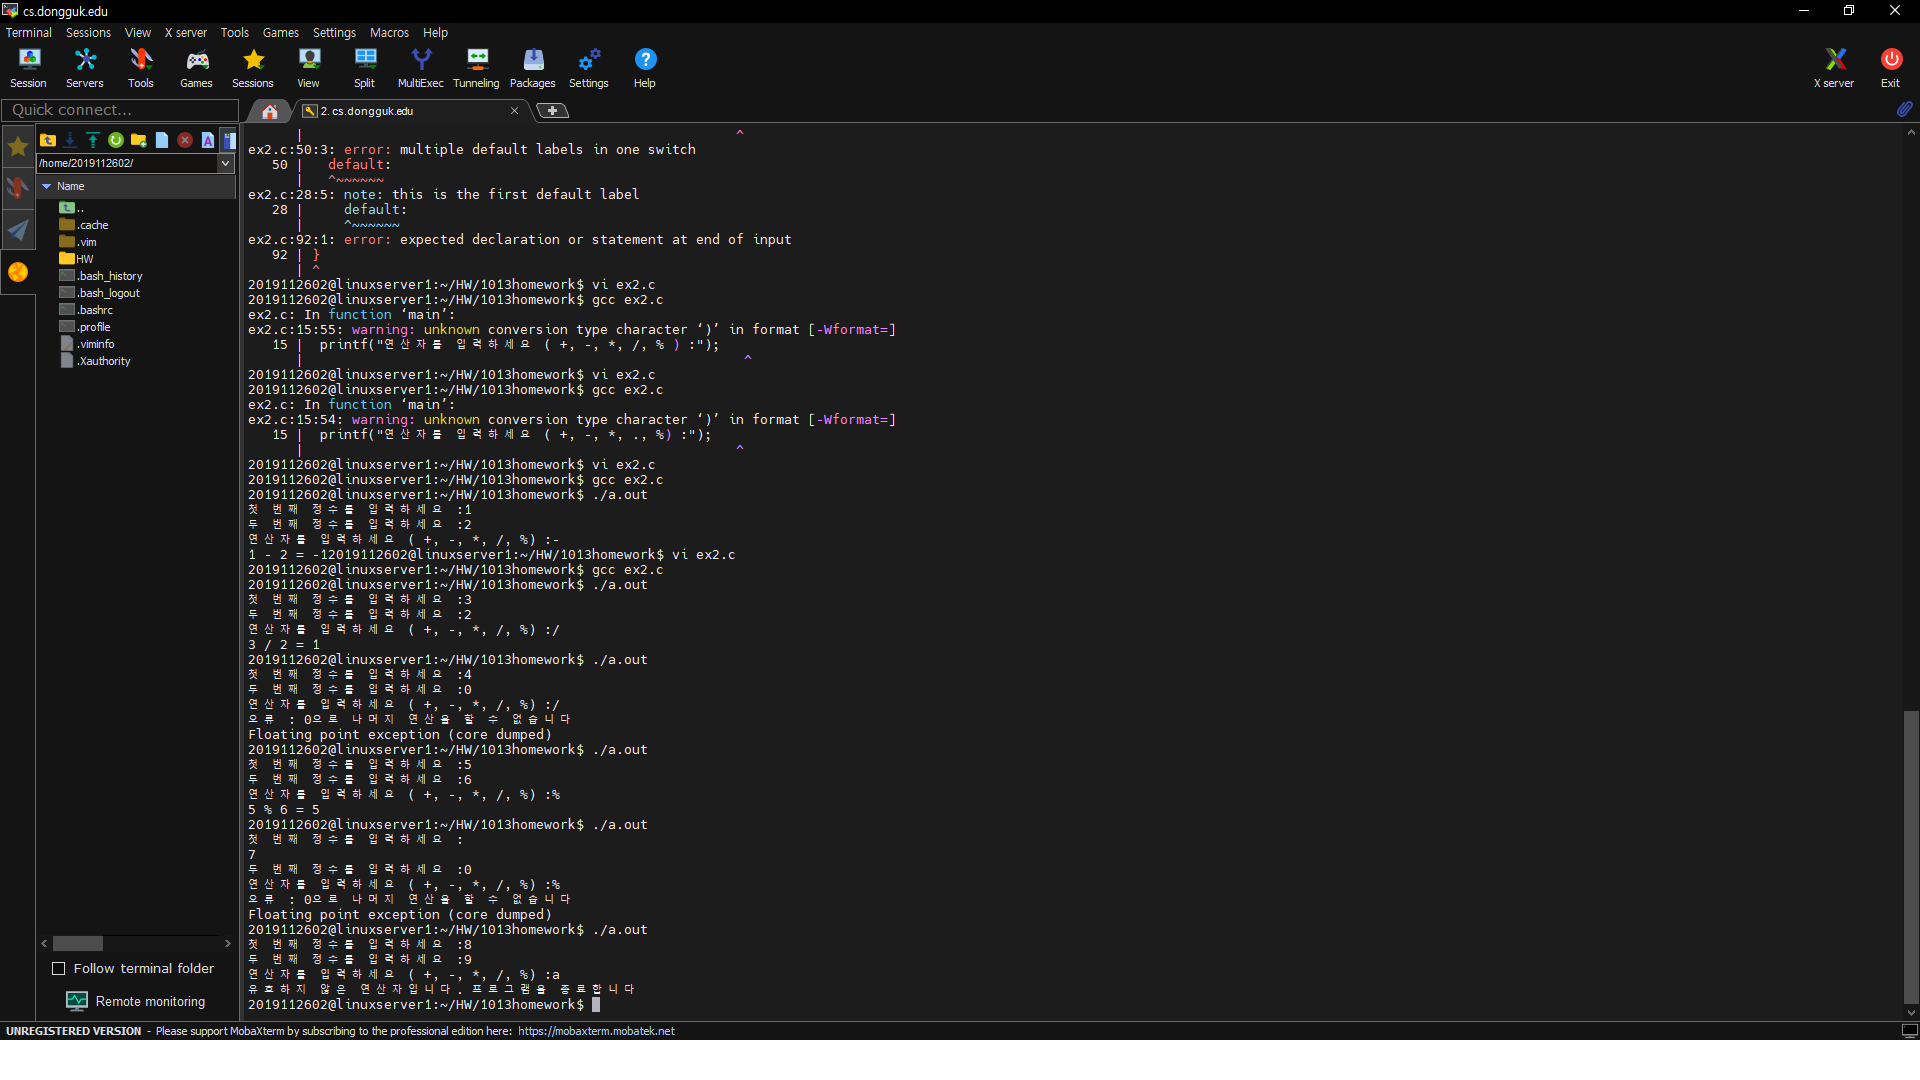 cs.dongguk.edu
Terminal Sessions View X server Tools Games Settings Macros Help
Session Servers Tools Games Sessions View Split MultiExec Tunneling Packages Settings Help X server Exit
Quick connect...
2. cs.dongguk.edu
/home/2019112602/
Name
..
.cache
.vim
HW
.bash_history
.bash_logout
.bashrc
.profile
.viminfo
.Xauthority
Follow terminal folder
Remote monitoring
| ^
ex2.c:50:3: error: multiple default labels in one switch
50 | default:
| ^~~~~~~
ex2.c:28:5: note: this is the first default label
28 | default:
| ^~~~~~~
ex2.c:92:1: error: expected declaration or statement at end of input
92 | }
| ^
2019112602@linuxserver1:~/HW/1013homework$ vi ex2.c
2019112602@linuxserver1:~/HW/1013homework$ gcc ex2.c
ex2.c: In function ‘main’:
ex2.c:15:55: warning: unknown conversion type character ‘)’ in format [-Wformat=]
15 | printf("연산자를 입력하세요 ( +, -, *, /, % ) :");
| ^
2019112602@linuxserver1:~/HW/1013homework$ vi ex2.c
2019112602@linuxserver1:~/HW/1013homework$ gcc ex2.c
ex2.c: In function ‘main’:
ex2.c:15:54: warning: unknown conversion type character ‘)’ in format [-Wformat=]
15 | printf("연산자를 입력하세요 ( +, -, *, ., %) :");
| ^
2019112602@linuxserver1:~/HW/1013homework$ vi ex2.c
2019112602@linuxserver1:~/HW/1013homework$ gcc ex2.c
2019112602@linuxserver1:~/HW/1013homework$ ./a.out
첫 번째 정수를 입력하세요 :1
두 번째 정수를 입력하세요 :2
연산자를 입력하세요 ( +, -, *, /, %) :-
1 - 2 = -12019112602@linuxserver1:~/HW/1013homework$ vi ex2.c
2019112602@linuxserver1:~/HW/1013homework$ gcc ex2.c
2019112602@linuxserver1:~/HW/1013homework$ ./a.out
첫 번째 정수를 입력하세요 :3
두 번째 정수를 입력하세요 :2
연산자를 입력하세요 ( +, -, *, /, %) :/
3 / 2 = 1
2019112602@linuxserver1:~/HW/1013homework$ ./a.out
첫 번째 정수를 입력하세요 :4
두 번째 정수를 입력하세요 :0
연산자를 입력하세요 ( +, -, *, /, %) :/
오류 : 0으로 나머지 연산을 할 수 없습니다
Floating point exception (core dumped)
2019112602@linuxserver1:~/HW/1013homework$ ./a.out
첫 번째 정수를 입력하세요 :5
두 번째 정수를 입력하세요 :6
연산자를 입력하세요 ( +, -, *, /, %) :%
5 % 6 = 5
2019112602@linuxserver1:~/HW/1013homework$ ./a.out
첫 번째 정수를 입력하세요 :
7
두 번째 정수를 입력하세요 :0
연산자를 입력하세요 ( +, -, *, /, %) :%
오류 : 0으로 나머지 연산을 할 수 없습니다
Floating point exception (core dumped)
2019112602@linuxserver1:~/HW/1013homework$ ./a.out
첫 번째 정수를 입력하세요 :8
두 번째 정수를 입력하세요 :9
연산자를 입력하세요 ( +, -, *, /, %) :a
유효하지 않은 연산자입니다. 프로그램을 종료합니다
2019112602@linuxserver1:~/HW/1013homework$
UNREGISTERED VERSION - Please support MobaXterm by subscribing to the professional edition here: https://mobaxterm.mobatek.net